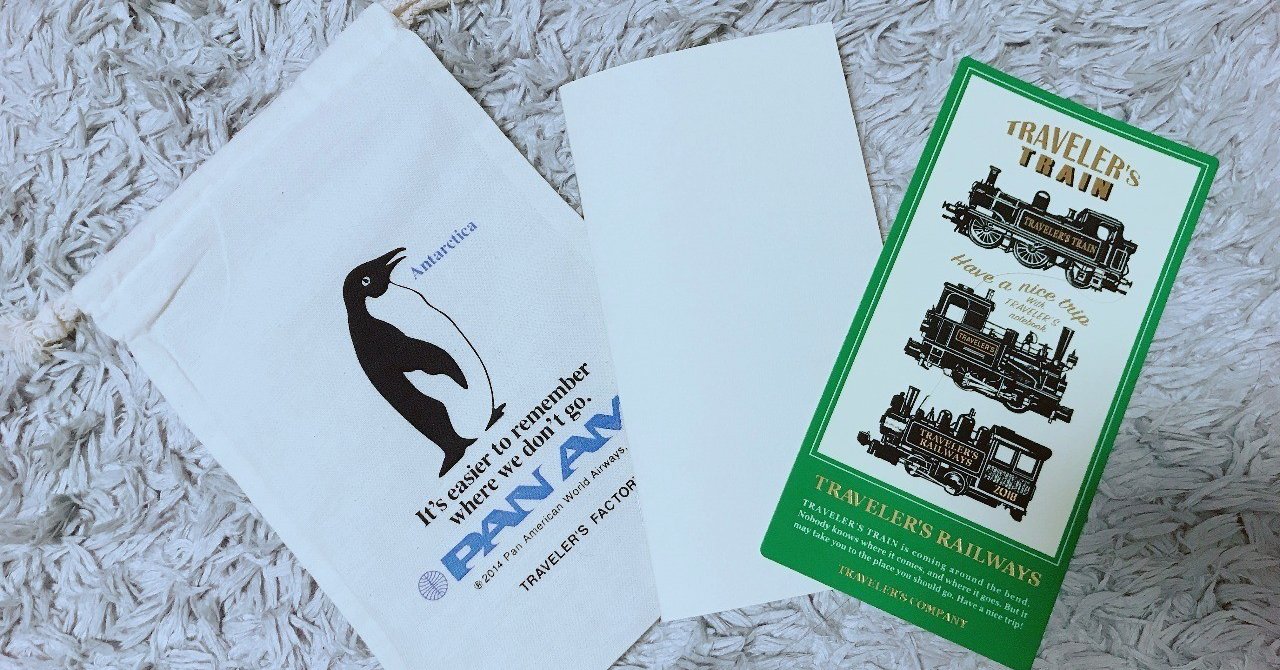 Antarctica
It's easier to remember
where we don't go.
PAN AM
©2014 Pan American World Airways,
TRAVELER'S FACTORY
TRAVELER'S
TRAIN
TRAVELER'S TRAIN
Have a nice trip
with
TRAVELER'S
notebook
TRAVELER'S
TRAVELER'S
RAILWAYS
2018
TRAVELER'S RAILWAYS
TRAVELER'S TRAIN is coming around the bend.
Nobody knows where it comes, and where it goes. But it
may take you to the place you should go. Have a nice trip!
TRAVELER'S COMPANY